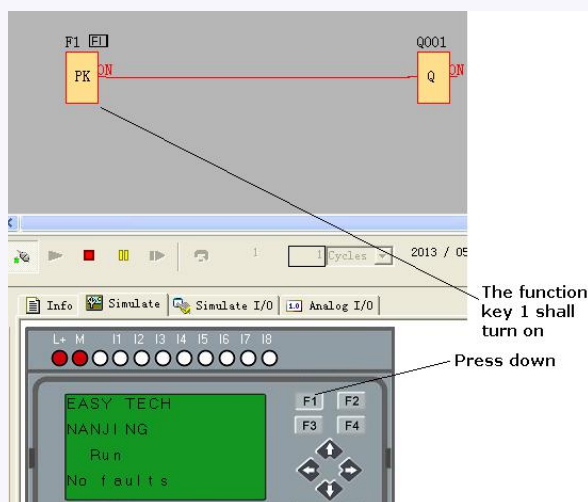 F1 F1
Q001
PK ON
Q ON
1 1 Cycles 2013 / 05
Info Simulate Simulate I/O 1.0 Analog I/O
The function
key 1 shall
turn on
L+ M I1 I2 I3 I4 I5 I6 I7 I8
Press down
EASY TECH
NANJING
Run
No faults
F1 F2
F3 F4